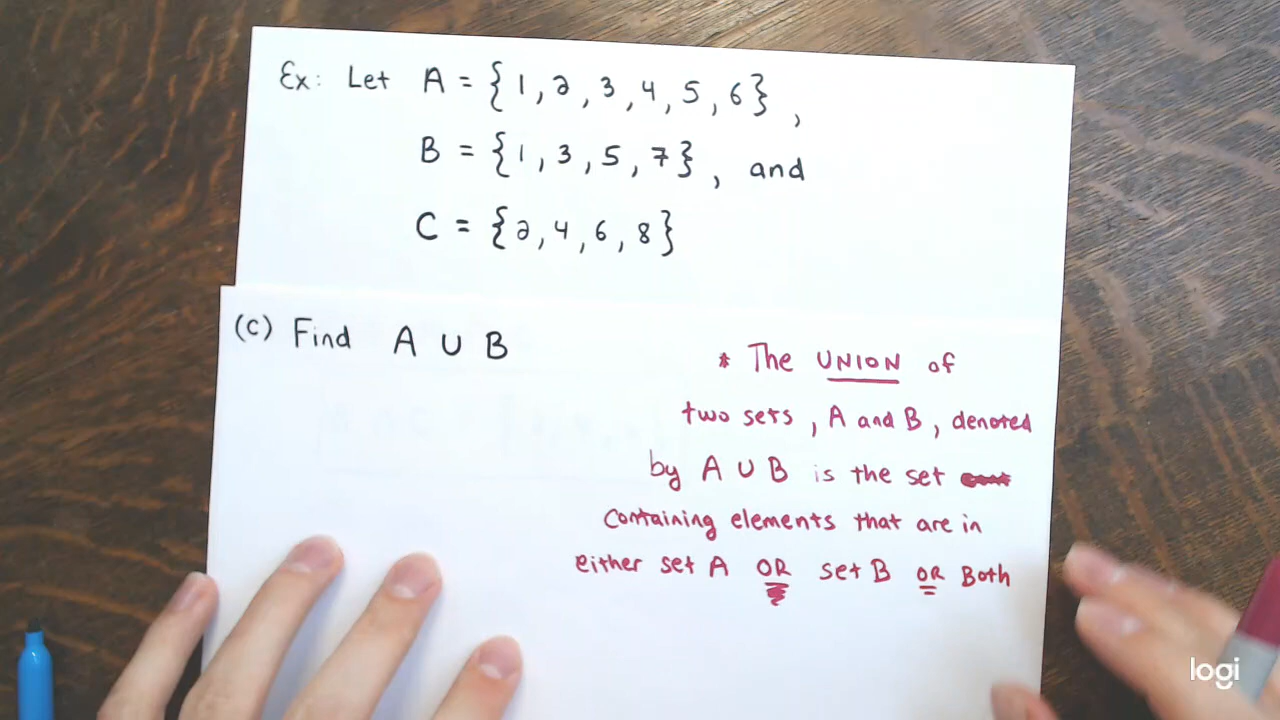 Ex: Let A = {1, 2, 3, 4, 5, 6},
B = {1, 3, 5, 7}, and
C = {2, 4, 6, 8}
(C) Find A ∪ B
* The UNION of
two sets, A and B, denoted
by A ∪ B is the set
containing elements that are in
either set A OR set B OR Both
logi